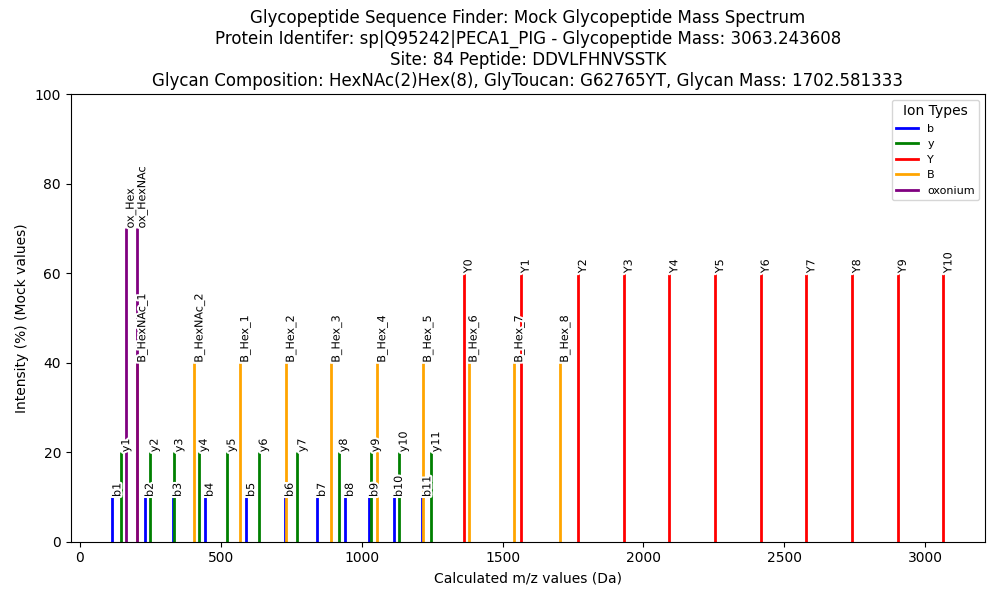 Glycopeptide Sequence Finder: Mock Glycopeptide Mass Spectrum
Protein Identifer: sp|Q95242|PECA1_PIG - Glycopeptide Mass: 3063.243608
Site: 84 Peptide: DDVLFHNVSSTK
Glycan Composition: HexNAc(2)Hex(8), GlyToucan: G62765YT, Glycan Mass: 1702.581333
Intensity (%) (Mock values)
100
80
60
40
20
0
Ion Types
b
y
Y
B
oxonium
ox_Hex
ox_HexNAc
Y0
Y1
Y2
Y3
Y4
Y5
Y6
Y7
Y8
Y9
Y10
B_HexNAc_1
B_HexNAc_2
B_Hex_1
B_Hex_2
B_Hex_3
B_Hex_4
B_Hex_5
B_Hex_6
B_Hex_7
B_Hex_8
y1
y2
y3
y4
y5
y6
y7
y8
y9
y10
y11
b1
b2
b3
b4
b5
b6
b7
b8
b9
b10
b11
0
500
1000
1500
2000
2500
3000
Calculated m/z values (Da)